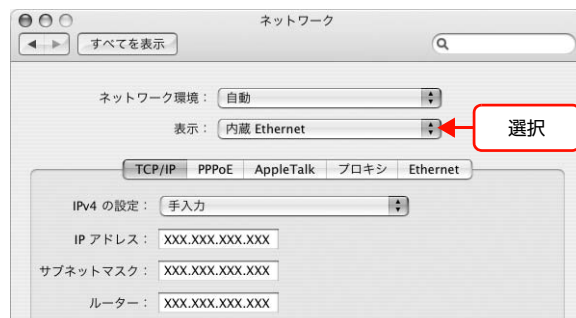 ネットワーク
すべてを表示
ネットワーク環境： 自動
表示： 内蔵 Ethernet
選択
TCP/IP PPPoE AppleTalk プロキシ Ethernet
IPv4 の設定： 手入力
IP アドレス： XXX.XXX.XXX.XXX
サブネットマスク： XXX.XXX.XXX.XXX
ルーター： XXX.XXX.XXX.XXX